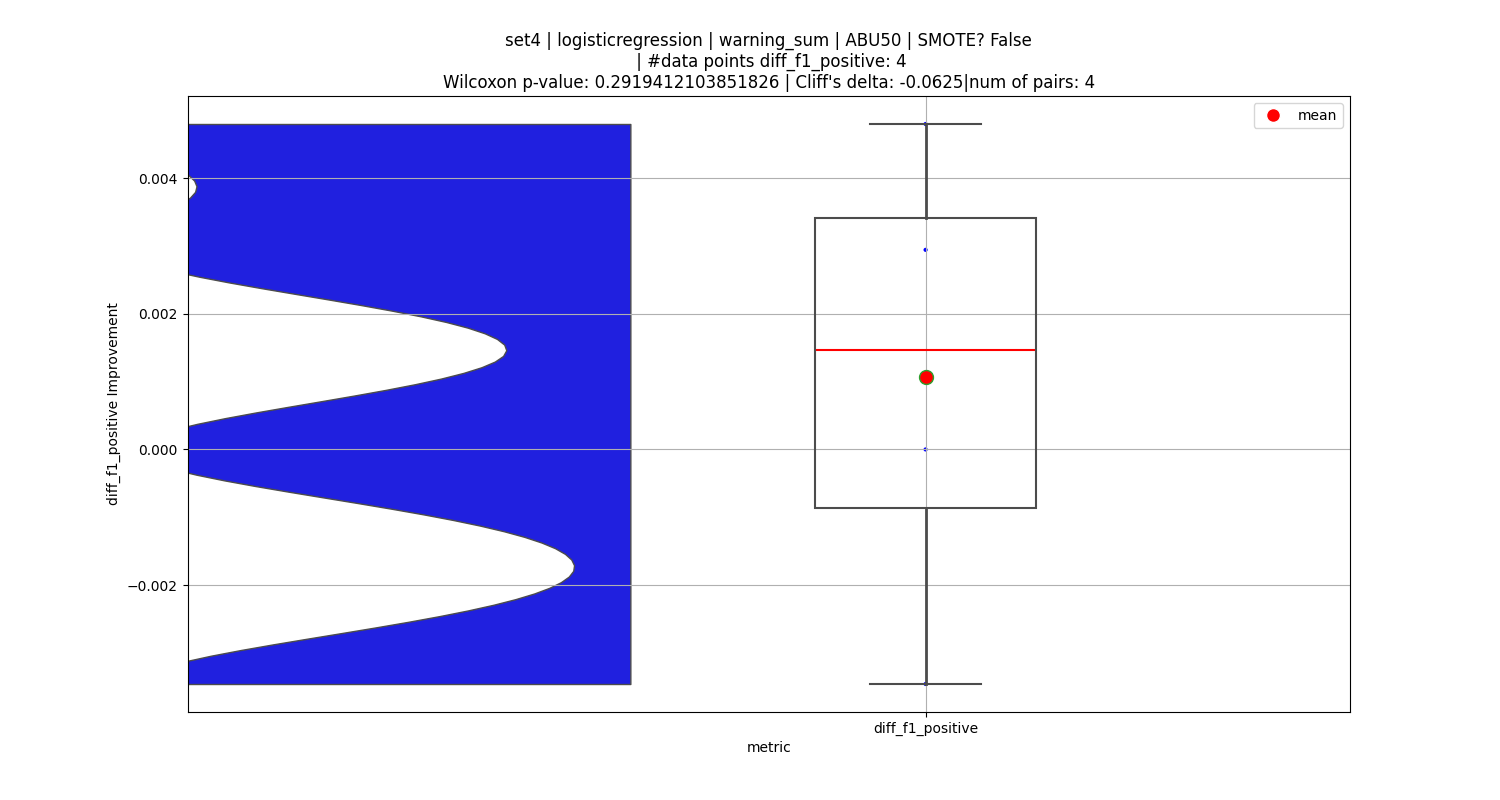 set4 | logisticregression | warning_sum | ABU50 | SMOTE? False
| #data points diff_f1_positive: 4
Wilcoxon p-value: 0.2919412103851826 | Cliff's delta: -0.0625|num of pairs: 4
mean
0.004
0.002
0.000
−0.002
diff_f1_positive Improvement
diff_f1_positive
metric